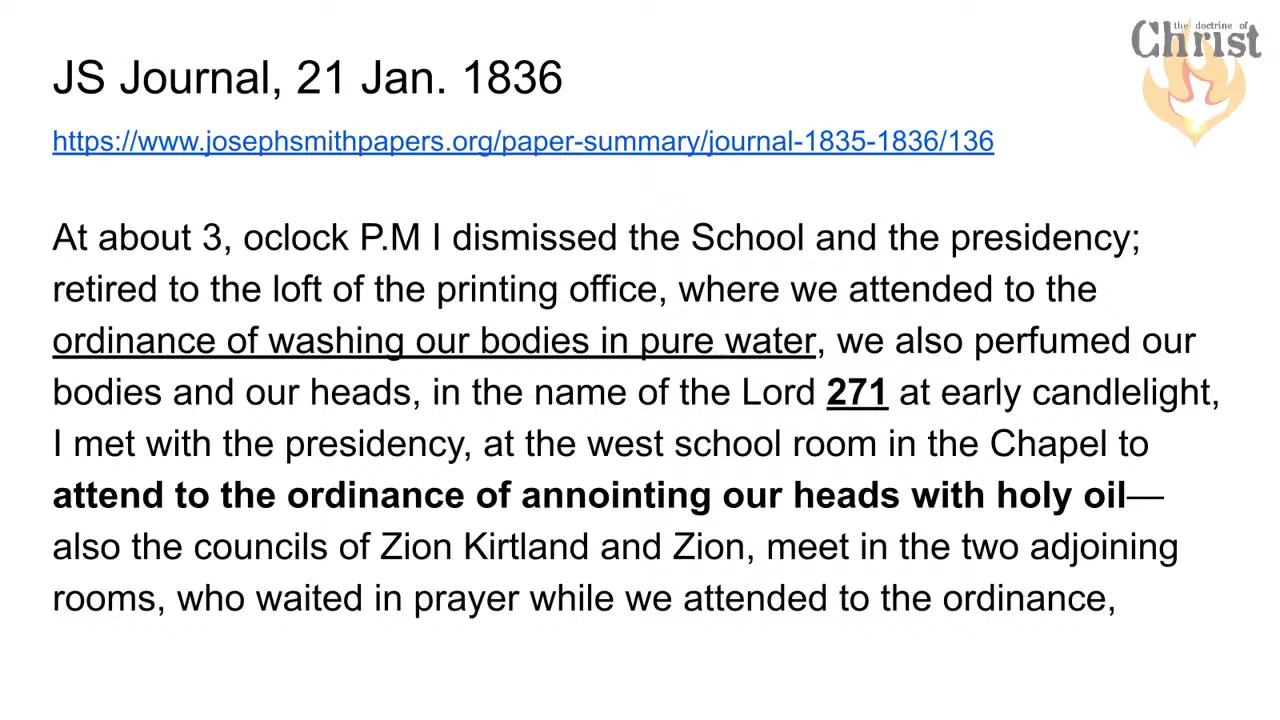 the doctrine of
Christ
JS Journal, 21 Jan. 1836
https://www.josephsmithpapers.org/paper-summary/journal-1835-1836/136
At about 3, oclock P.M I dismissed the School and the presidency;
retired to the loft of the printing office, where we attended to the
ordinance of washing our bodies in pure water, we also perfumed our
bodies and our heads, in the name of the Lord 271 at early candlelight,
I met with the presidency, at the west school room in the Chapel to
attend to the ordinance of annointing our heads with holy oil—
also the councils of Zion Kirtland and Zion, meet in the two adjoining
rooms, who waited in prayer while we attended to the ordinance,